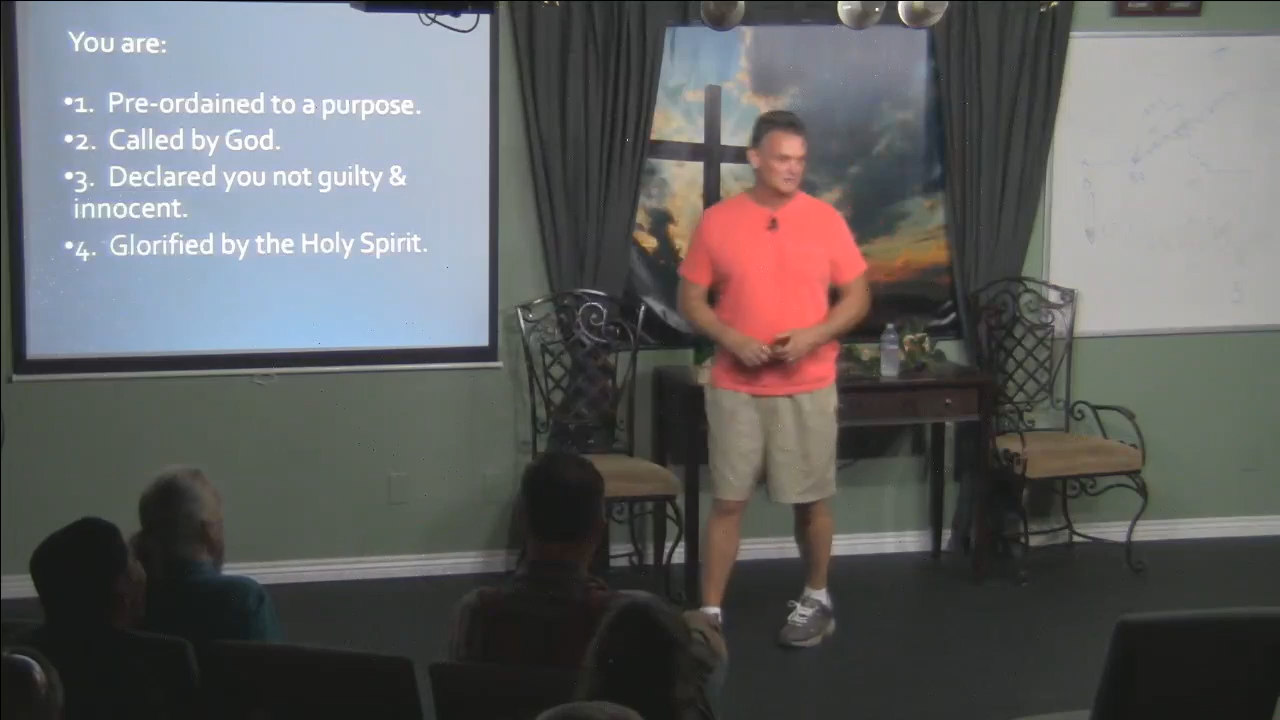 You are:
•1. Pre-ordained to a purpose.
•2. Called by God.
•3. Declared you not guilty &
innocent.
•4. Glorified by the Holy Spirit.